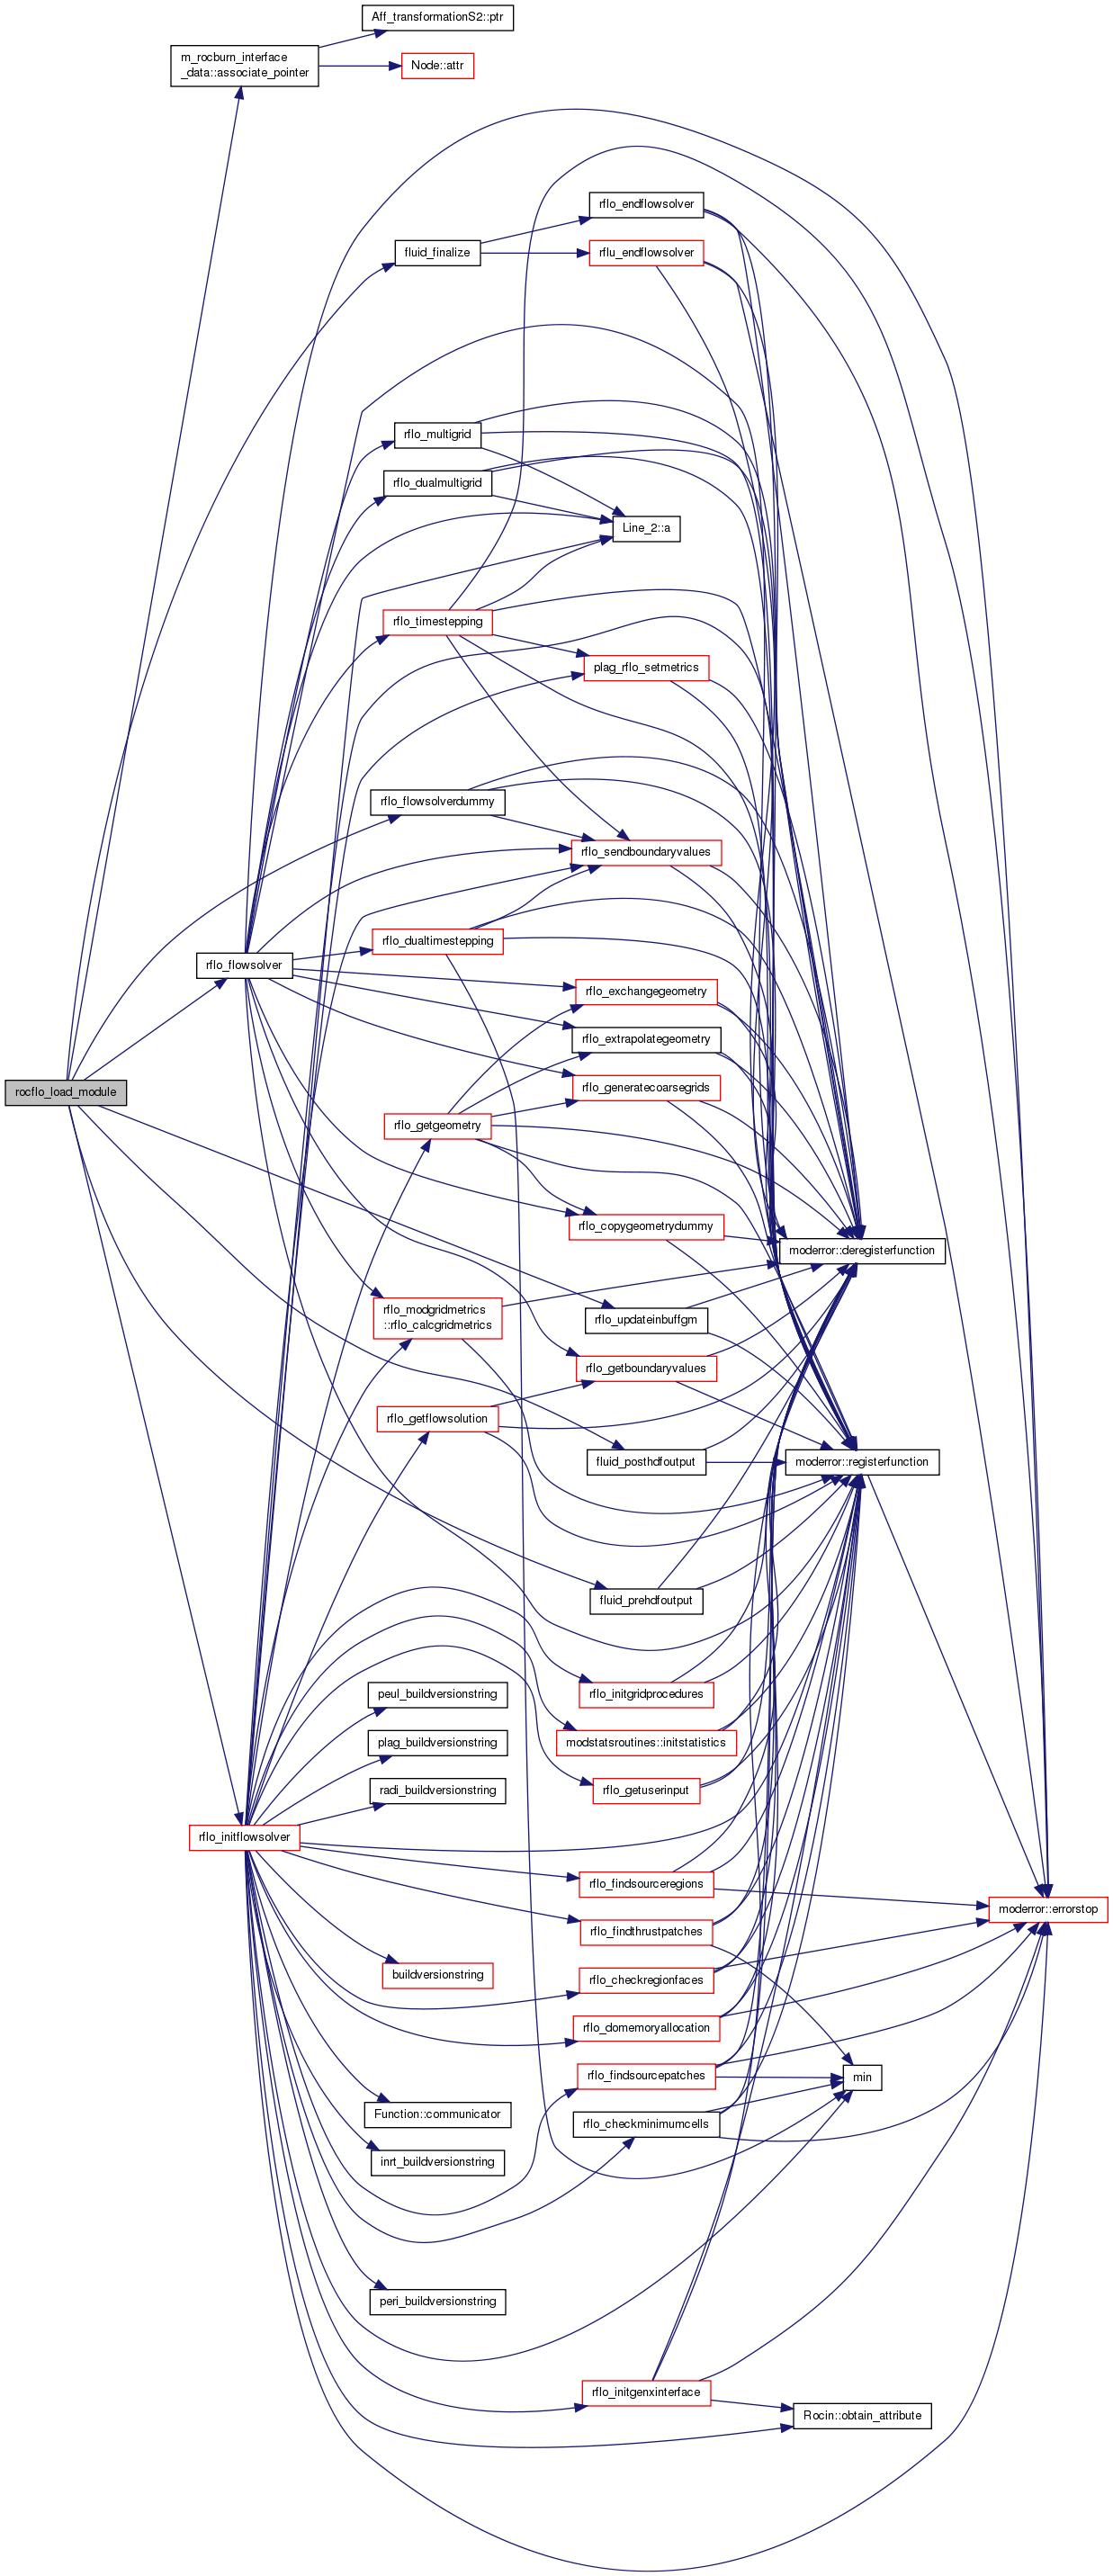 Aff_transformationS2::ptr
m_rocburn_interface
_data::associate_pointer
Node::attr
rflo_endflowsolver
fluid_finalize
rflu_endflowsolver
rflo_multigrid
rflo_dualmultigrid
Line_2::a
rflo_timestepping
plag_rflo_setmetrics
rflo_flowsolverdummy
rflo_sendboundaryvalues
rflo_dualtimestepping
rflo_flowsolver
rflo_exchangegeometry
rflo_extrapolategeometry
rflo_generatecoarsegrids
rocflo_load_module
rflo_getgeometry
rflo_copygeometrydummy
moderror::deregisterfunction
rflo_modgridmetrics
::rflo_calcgridmetrics
rflo_updateinbuffgm
rflo_getboundaryvalues
rflo_getflowsolution
fluid_posthdfoutput
moderror::registerfunction
fluid_prehdfoutput
rflo_initgridprocedures
peul_buildversionstring
plag_buildversionstring
modstatsroutines::initstatistics
radi_buildversionstring
rflo_getuserinput
rflo_initflowsolver
rflo_findsourceregions
moderror::errorstop
rflo_findthrustpatches
buildversionstring
rflo_checkregionfaces
rflo_domemoryallocation
rflo_findsourcepatches
min
Function::communicator
rflo_checkminimumcells
inrt_buildversionstring
peri_buildversionstring
rflo_initgenxinterface
Rocin::obtain_attribute